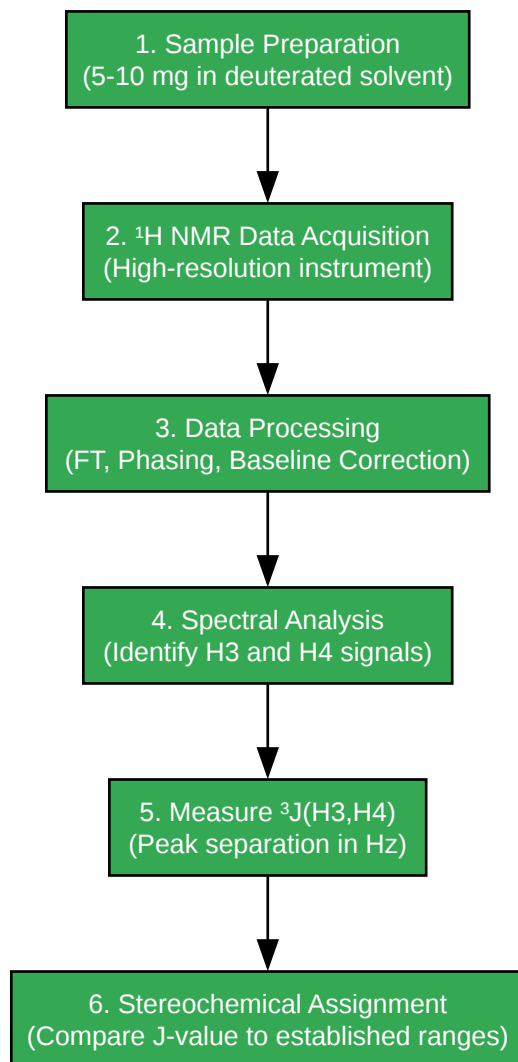 1. Sample Preparation
(5-10 mg in deuterated solvent)
2. ¹H NMR Data Acquisition
(High-resolution instrument)
3. Data Processing
(FT, Phasing, Baseline Correction)
4. Spectral Analysis
(Identify H3 and H4 signals)
5. Measure ³J(H3,H4)
(Peak separation in Hz)
6. Stereochemical Assignment
(Compare J-value to established ranges)